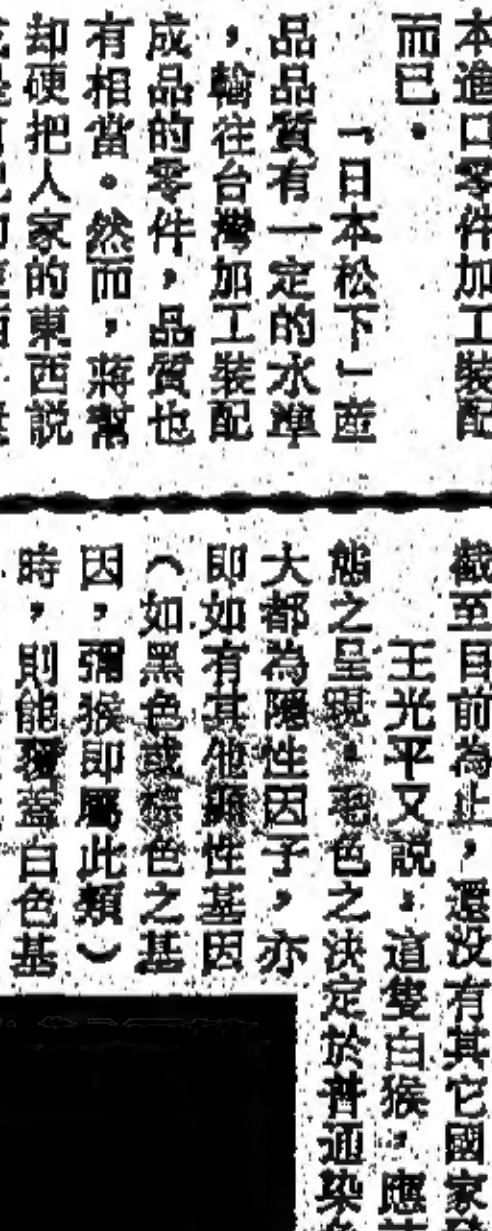 本進口零件加工裝配
而已。
「日本松下」產
品品質有一定的水準
，輸往台灣加工裝配
成品的零件，品質也
有相當。然而，蔣幫
却硬把人家的東西説
截至目前為止，還没有其它國家
王光平又説：這隻白猴，應
態之呈現，毛色之決定於普通染
大都為隱性因子，亦
即如有其他顯性基因
（如黑色或棕色之基
因，彌猴即屬此類）
時，則能覆蓋白色基